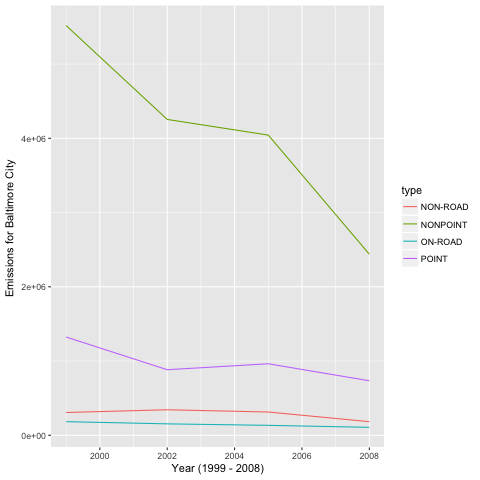 Emissions for Baltimore City
4e+06
2e+06
0e+00
2000 2002 2004 2006 2008
Year (1999 - 2008)
type
NON-ROAD
NONPOINT
ON-ROAD
POINT